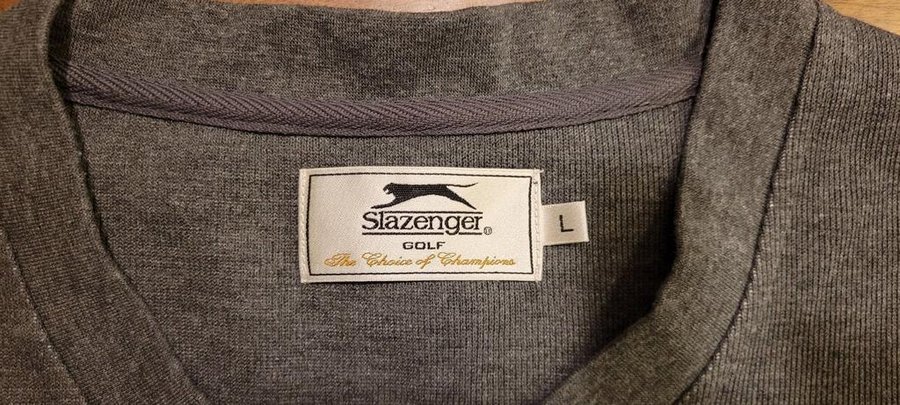 Slazenger®
GOLF
The Choice of Champions
L